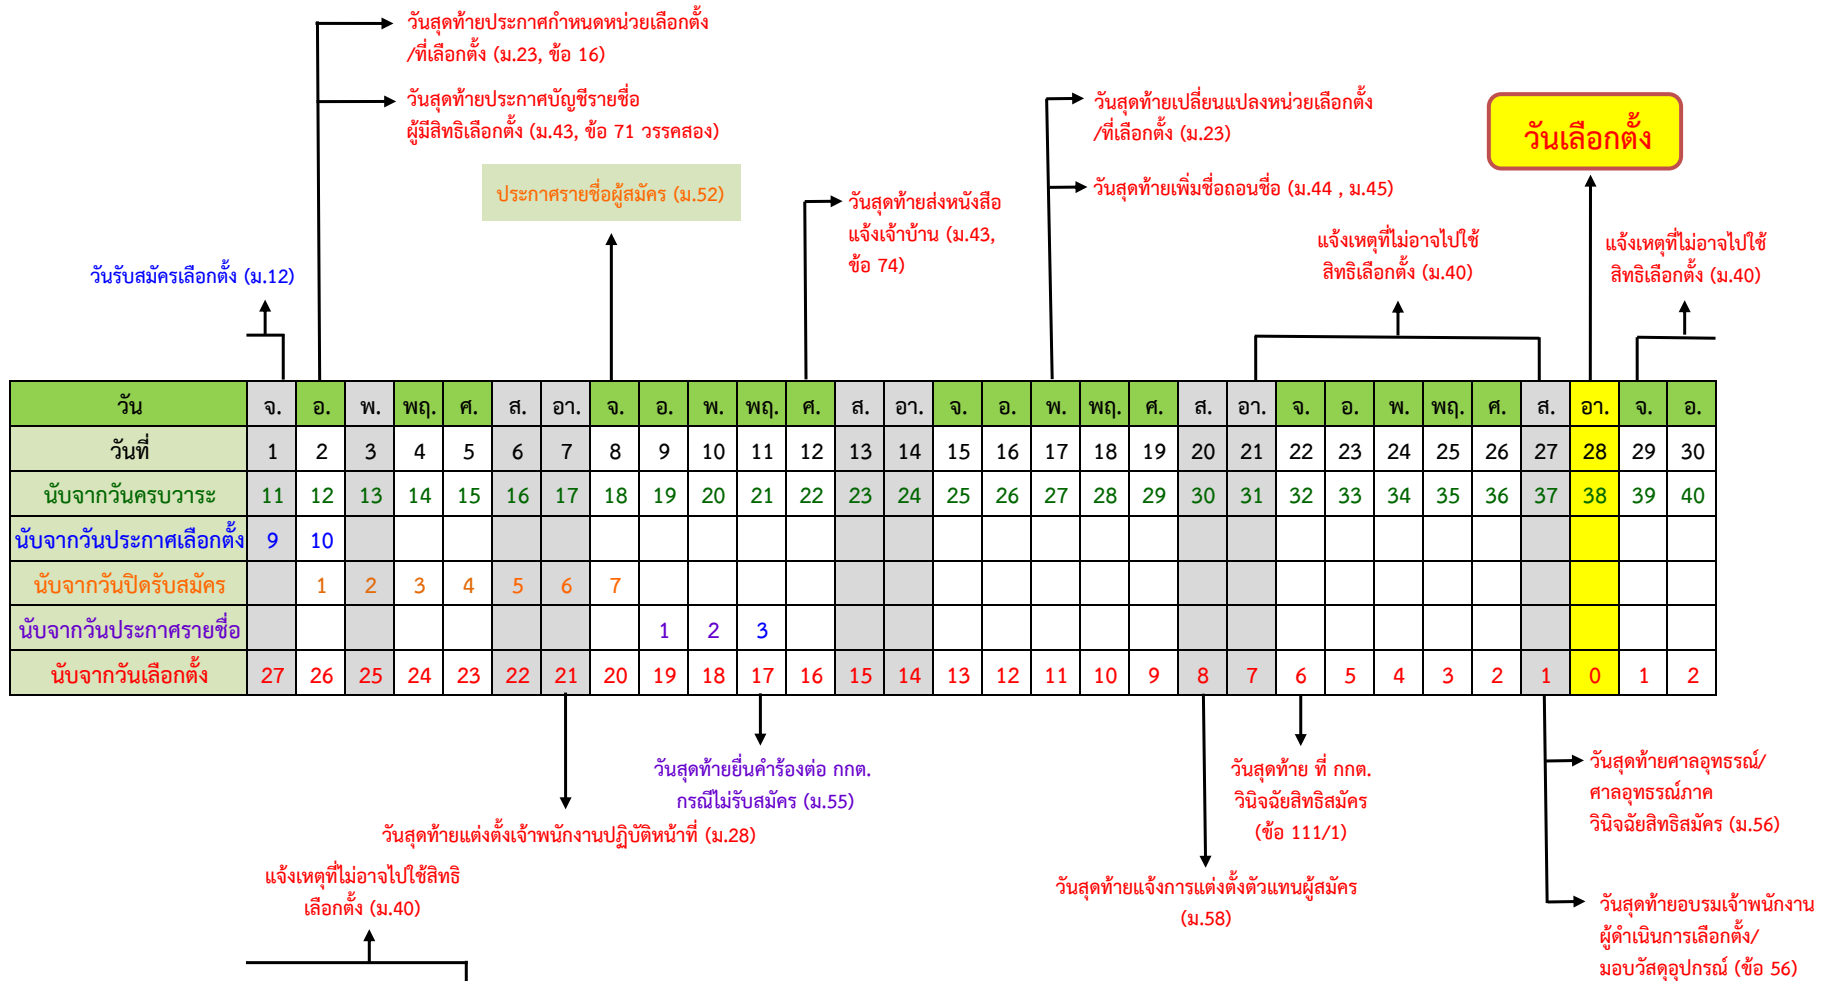 วันสุดท้ายประกาศกำหนดหน่วยเลือกตั้ง
/ที่เลือกตั้ง (ม.23, ข้อ 16)
วันสุดท้ายประกาศบัญชีรายชื่อ
ผู้มีสิทธิเลือกตั้ง (ม.43, ข้อ 71 วรรคสอง)
วันสุดท้ายเปลี่ยนแปลงหน่วยเลือกตั้ง
/ที่เลือกตั้ง (ม.23)
วันเลือกตั้ง
ประกาศรายชื่อผู้สมัคร (ม.52)
วันสุดท้ายเพิ่มชื่อถอนชื่อ (ม.44 , ม.45)
วันสุดท้ายส่งหนังสือ
แจ้งเจ้าบ้าน (ม.43,
ข้อ 74)
แจ้งเหตุที่ไม่อาจไปใช้
สิทธิเลือกตั้ง (ม.40)
แจ้งเหตุที่ไม่อาจไปใช้
สิทธิเลือกตั้ง (ม.40)
วันรับสมัครเลือกตั้ง (ม.12)
วัน จ. อ. พ. พฤ. ศ. ส. อา. จ. อ. พ. พฤ. ศ. ส. อา. จ. อ. พ. พฤ. ศ. ส. อา. จ. อ. พ. พฤ. ศ. ส. อา. จ. อ.
วันที่ 1 2 3 4 5 6 7 8 9 10 11 12 13 14 15 16 17 18 19 20 21 22 23 24 25 26 27 28 29 30
นับจากวันครบวาระ 11 12 13 14 15 16 17 18 19 20 21 22 23 24 25 26 27 28 29 30 31 32 33 34 35 36 37 38 39 40
นับจากวันประกาศเลือกตั้ง 9 10
นับจากวันปิดรับสมัคร 1 2 3 4 5 6 7
นับจากวันประกาศรายชื่อ 1 2 3
นับจากวันเลือกตั้ง 27 26 25 24 23 22 21 20 19 18 17 16 15 14 13 12 11 10 9 8 7 6 5 4 3 2 1 0 1 2
วันสุดท้ายยื่นคำร้องต่อ กกต.
กรณีไม่รับสมัคร (ม.55)
วันสุดท้าย ที่ กกต.
วินิจฉัยสิทธิสมัคร
(ข้อ 111/1)
วันสุดท้ายศาลอุทธรณ์/
ศาลอุทธรณ์ภาค
วินิจฉัยสิทธิสมัคร (ม.56)
วันสุดท้ายแต่งตั้งเจ้าพนักงานปฏิบัติหน้าที่ (ม.28)
แจ้งเหตุที่ไม่อาจไปใช้สิทธิ
เลือกตั้ง (ม.40)
วันสุดท้ายแจ้งการแต่งตั้งตัวแทนผู้สมัคร
(ม.58)
วันสุดท้ายอบรมเจ้าพนักงาน
ผู้ดำเนินการเลือกตั้ง/
มอบวัสดุอุปกรณ์ (ข้อ 56)